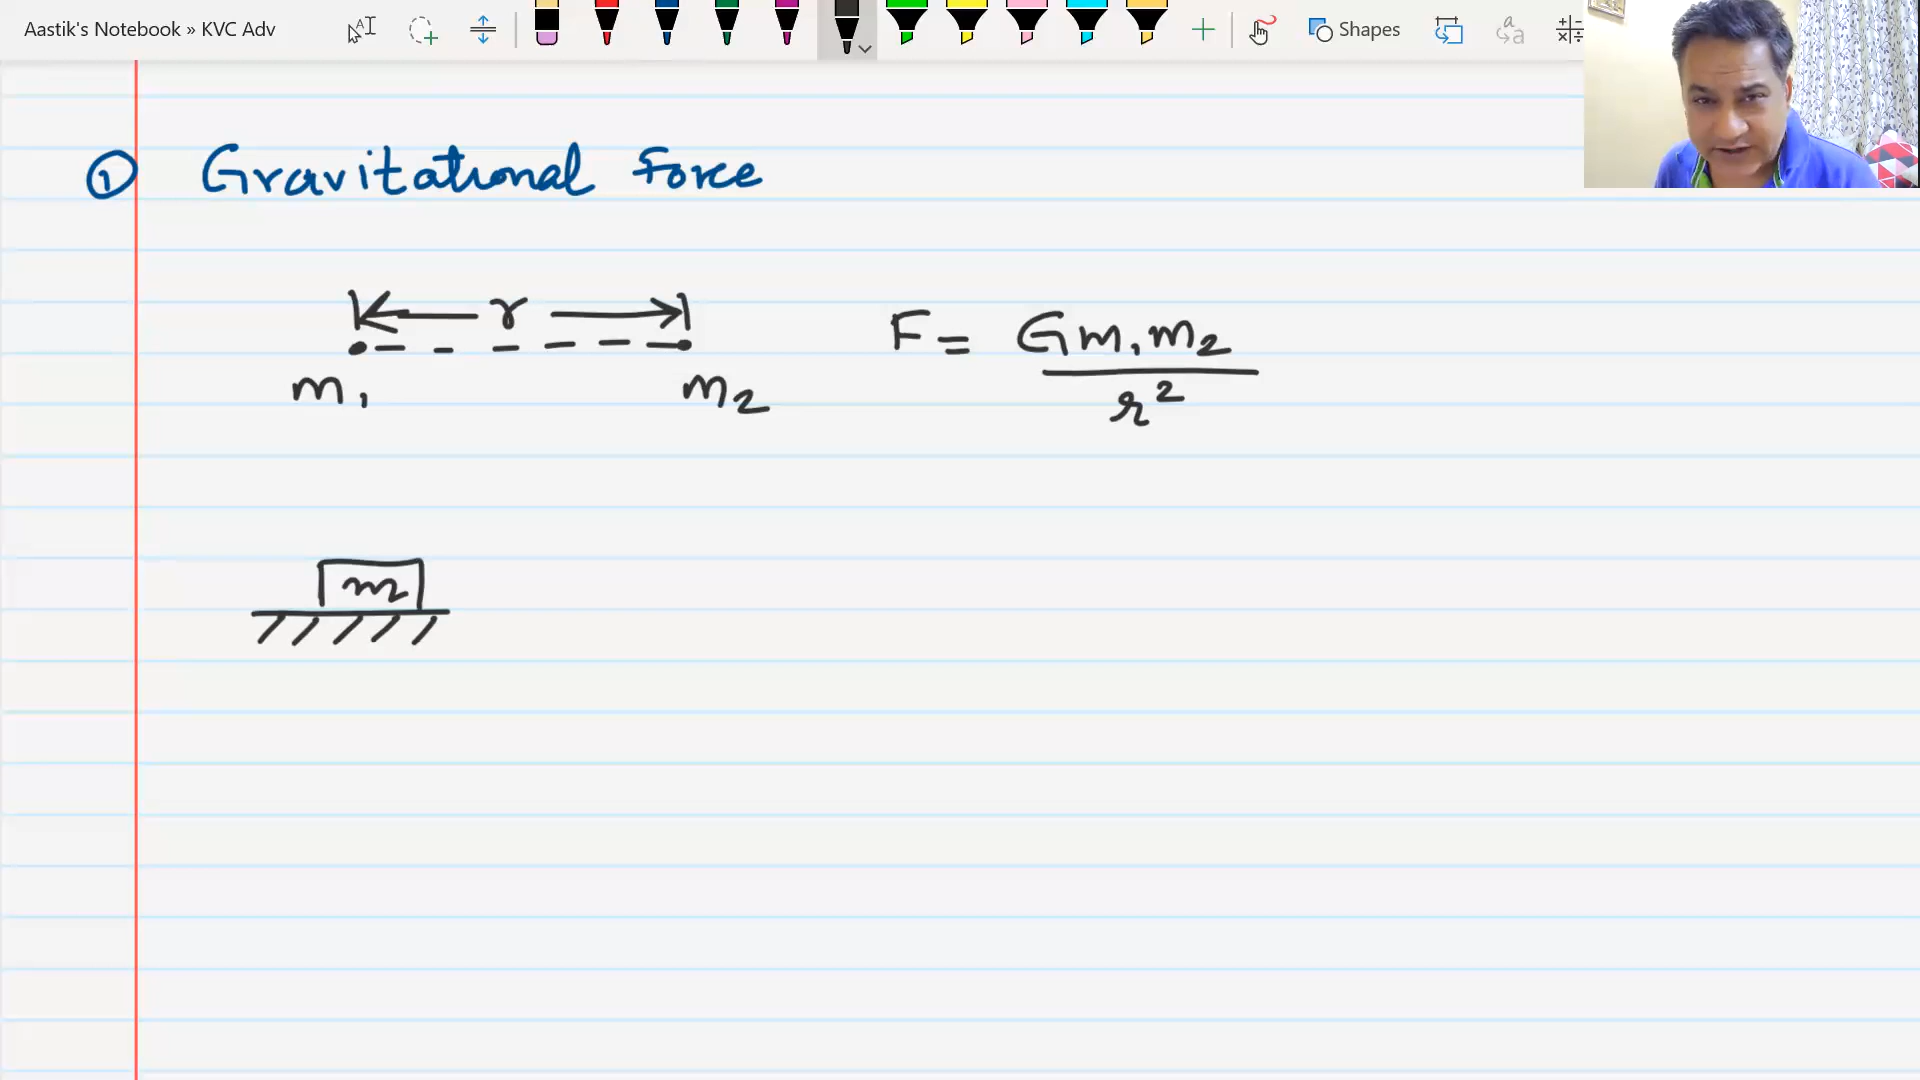 Aastik's Notebook » KVC Adv
Shapes
① Gravitational Force
r
m₁ m₂
F = Gm₁m₂
r²
m